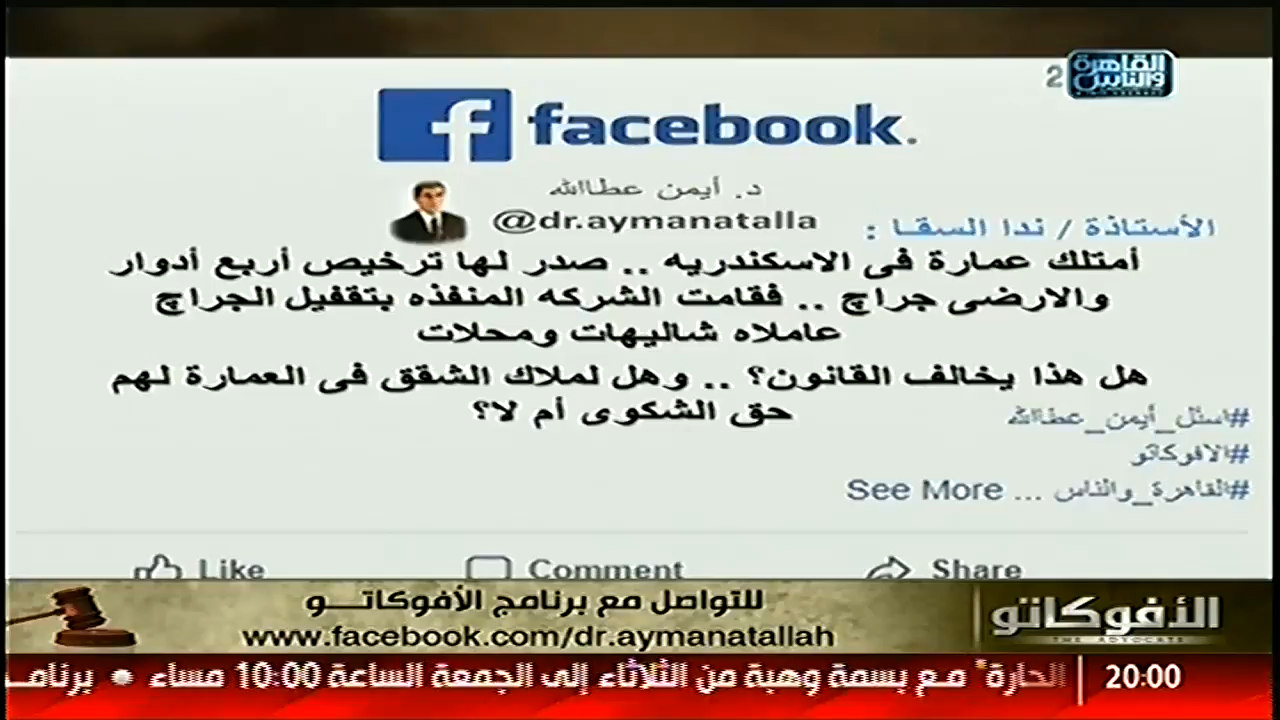 القاهرة
والناس
2
facebook.
د. أيمن عطاالله
@dr.aymanatalla
الأستاذة / ندا السقا :
أمتلك عمارة فى الاسكندريه .. صدر لها ترخيص أربع أدوار
والارضى جراچ .. فقامت الشركه المنفذه بتقفيل الجراچ
عاملاه شاليهات ومحلات
هل هذا يخالف القانون؟ .. وهل لملاك الشقق فى العمارة لهم
حق الشكوى أم لا؟
#اسئل_أيمن_عطاالله
#الافوكاتو
#القاهرة_والناس ... See More
Like Comment Share
للتواصل مع برنامج الأفوكاتـــو
www.facebook.com/dr.aymanatallah
الأفوكاتو
THE ADVOCATE
20:00 الحارة" مع بسمة وهبة من الثلاثاء إلى الجمعة الساعة 10:00 مساء • برنامـ